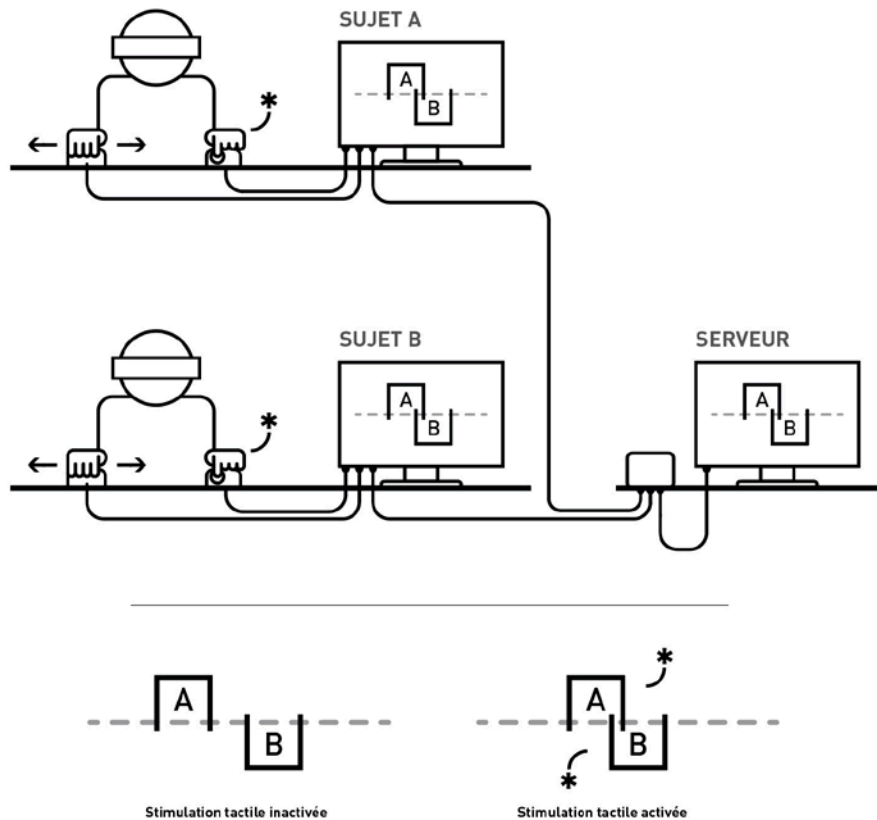 SUJET A
A
B
SUJET B
SERVEUR
A
B
A
B
A
B
A
B
Stimulation tactile inactivée
Stimulation tactile activée